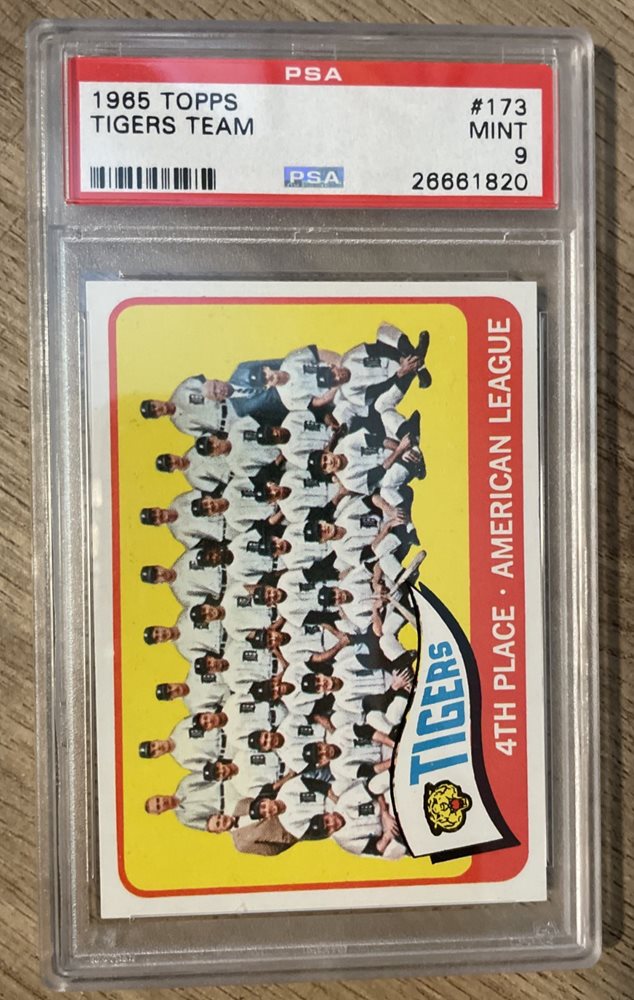 PSA
1965 TOPPS #173
TIGERS TEAM MINT
9
PSA 26661820
TIGERS
4TH PLACE · AMERICAN LEAGUE